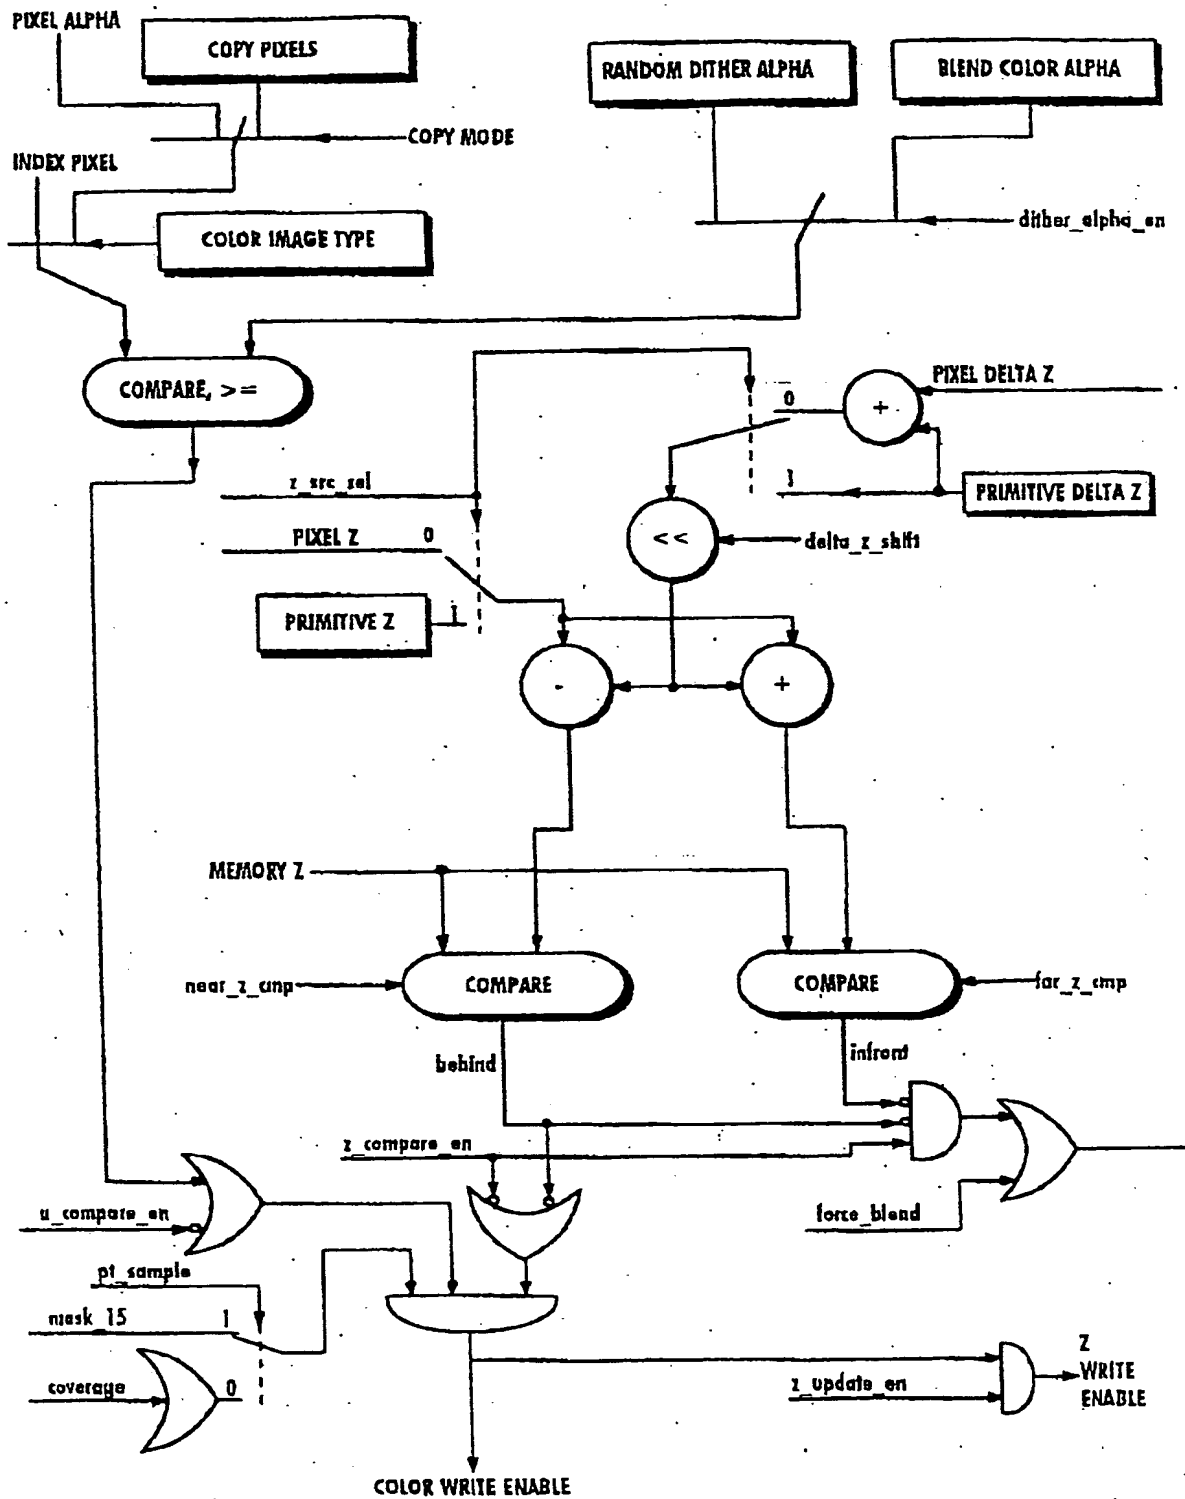 PIXEL ALPHA
COPY PIXELS
RANDOM DITHER ALPHA
BLEND COLOR ALPHA
COPY MODE
INDEX PIXEL
dither_alpha_en
COLOR IMAGE TYPE
COMPARE, >=
PIXEL DELTA Z
0
+
z_src_sel
1
PRIMITIVE DELTA Z
PIXEL Z
0
<<
delta_z_shift
PRIMITIVE Z
1
-
+
MEMORY Z
near_z_cmp
COMPARE
COMPARE
far_z_cmp
behind
infront
z_compare_en
u_compare_en
force_blend
pt_sample
mask_15
1
coverage
0
z_update_en
Z
WRITE
ENABLE
COLOR WRITE ENABLE